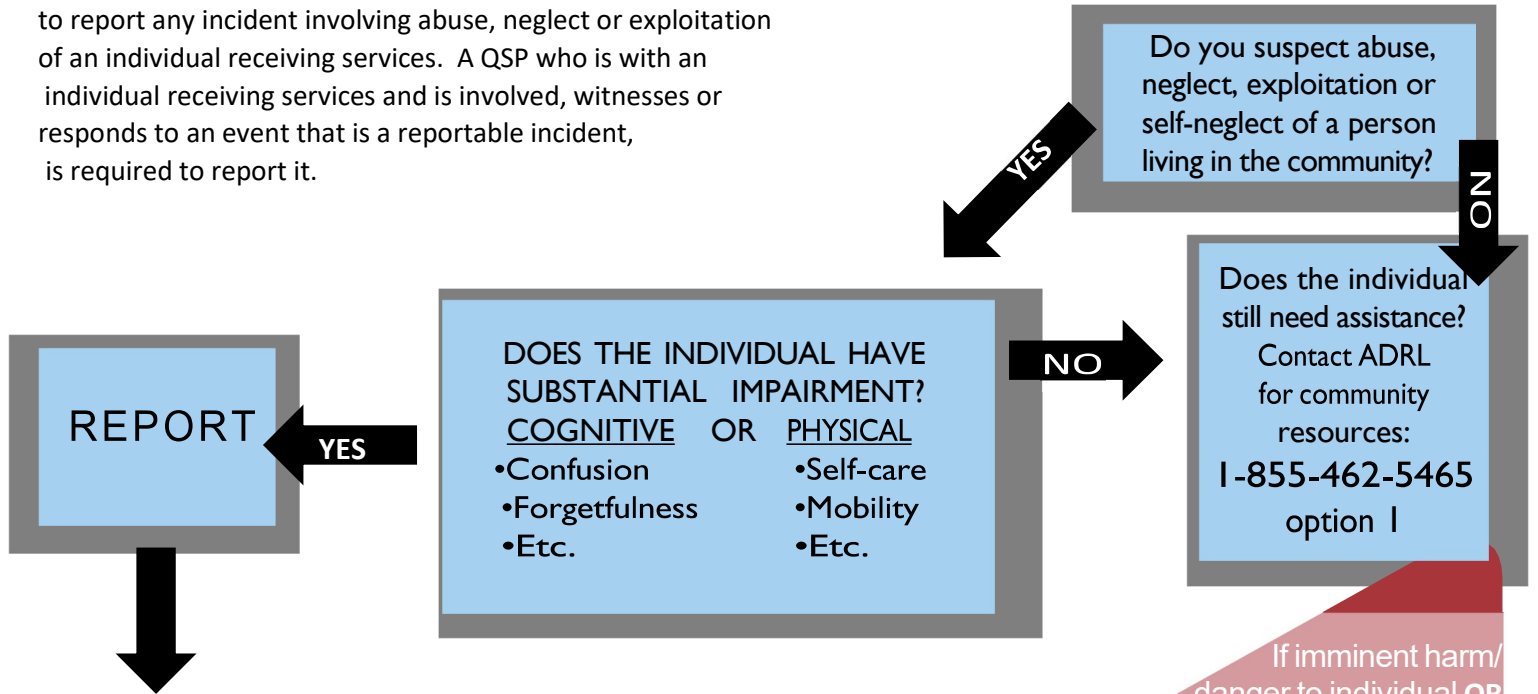 to report any incident involving abuse, neglect or exploitation
of an individual receiving services. A QSP who is with an
individual receiving services and is involved, witnesses or
responds to an event that is a reportable incident,
is required to report it.
Do you suspect abuse,
neglect, exploitation or
self-neglect of a person
living in the community?
YES
NO
Does the individual
still need assistance?
Contact ADRL
for community
resources:
1-855-462-5465
option 1
DOES THE INDIVIDUAL HAVE
SUBSTANTIAL IMPAIRMENT?
COGNITIVE OR PHYSICAL
•Confusion •Self-care
•Forgetfulness •Mobility
•Etc. •Etc.
NO
YES
REPORT
If imminent harm/
danger to individual OR